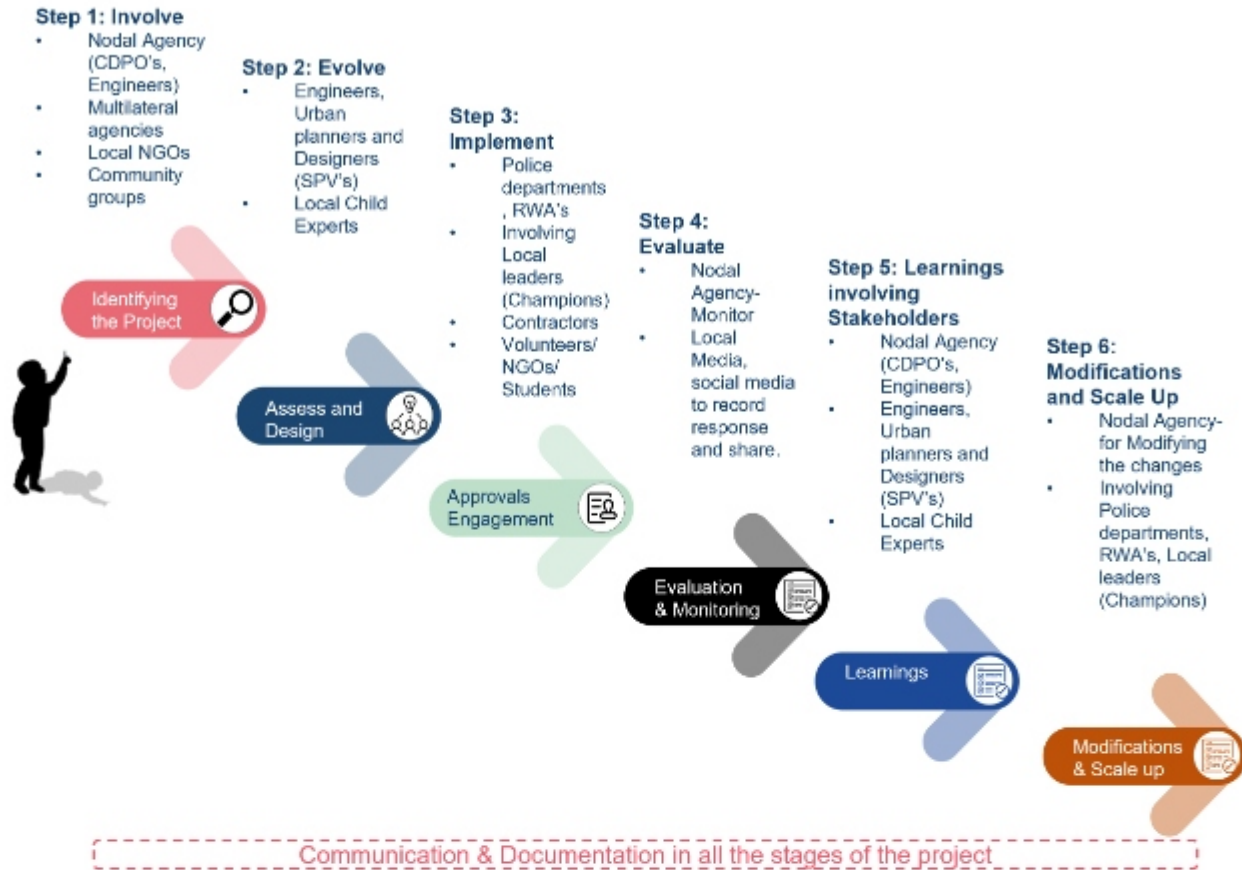 Step 1: Involve
• Nodal Agency
(CDPO's,
Engineers)
• Multilateral
agencies
• Local NGOs
• Community
groups
Identifying
the Project
Step 2: Evolve
• Engineers,
Urban
planners and
Designers
(SPV's)
• Local Child
Experts
Assess and
Design
Step 3:
Implement
• Police
departments
, RWA's
• Involving
Local
leaders
(Champions)
• Contractors
• Volunteers/
NGOs/
Students
Approvals
Engagement
Step 4:
Evaluate
• Nodal
Agency-
Monitor
• Local
Media,
social media
to record
response
and share.
Evaluation
& Monitoring
Step 5: Learnings
involving
Stakeholders
• Nodal Agency
(CDPO's,
Engineers)
• Engineers,
Urban
planners and
Designers
(SPV's)
• Local Child
Experts
Learnings
Step 6:
Modifications
and Scale Up
• Nodal Agency-
for Modifying
the changes
• Involving
Police
departments,
RWA's, Local
leaders
(Champions)
Modifications
& Scale up
Communication & Documentation in all the stages of the project